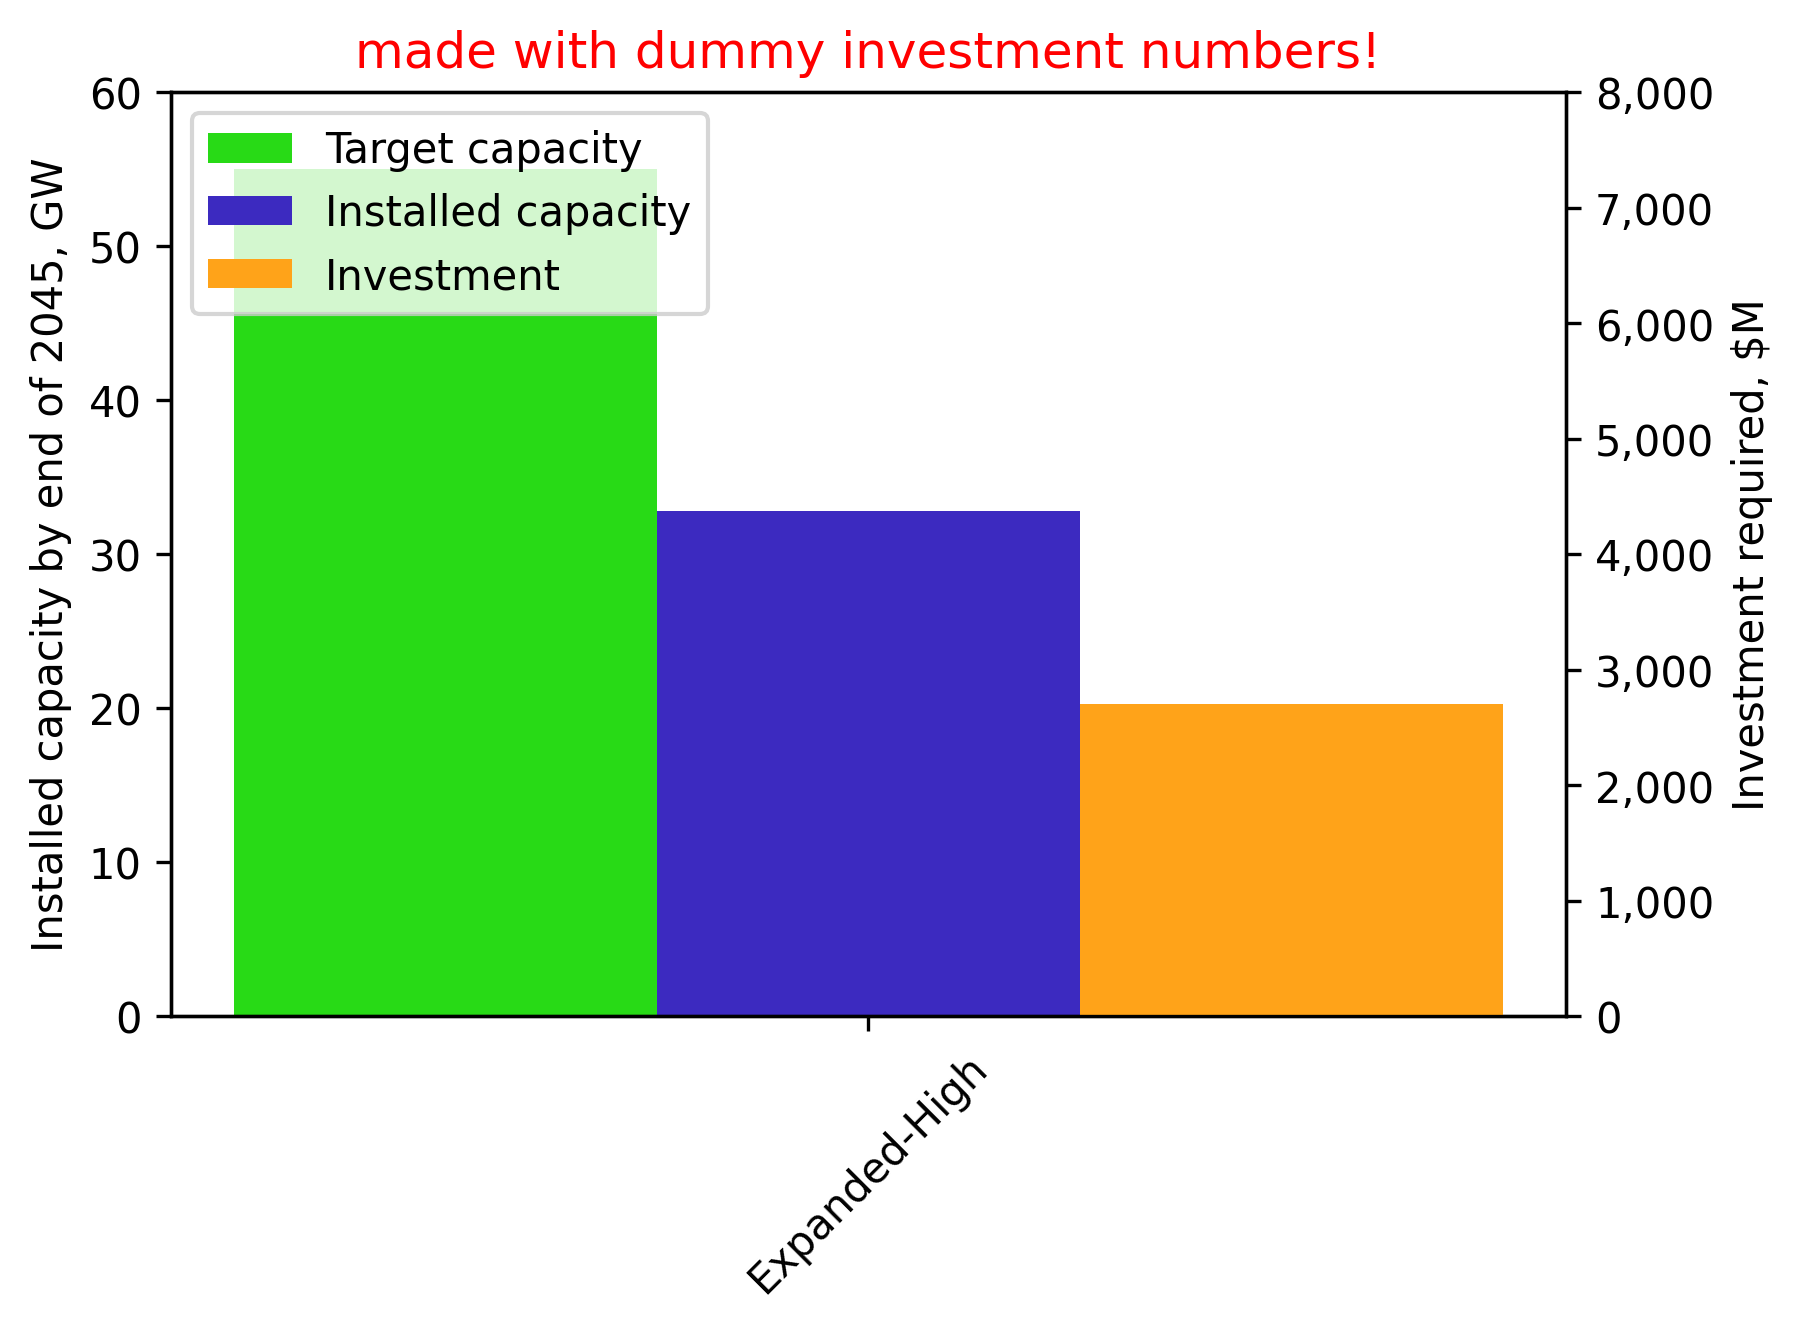 made with dummy investment numbers!
60
50
40
30
20
10
0
Installed capacity by end of 2045, GW
Target capacity
Installed capacity
Investment
8,000
7,000
6,000
5,000
4,000
3,000
2,000
1,000
0
Investment required, $M
Expanded-High